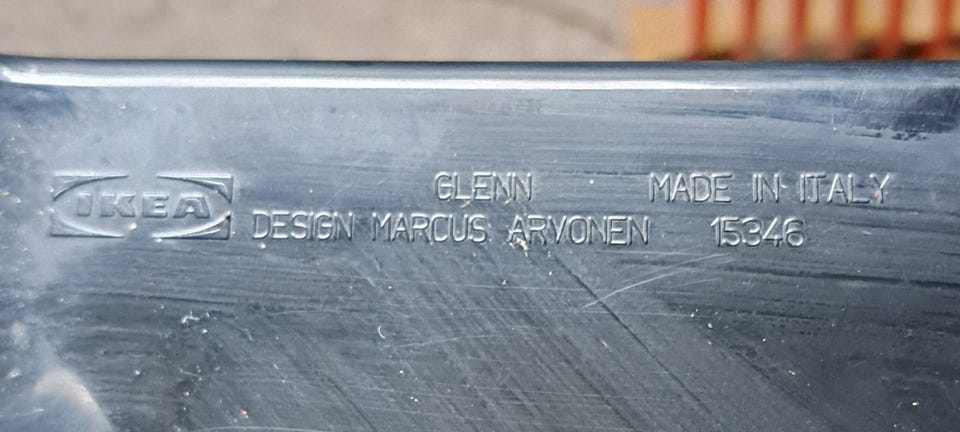 IKEA
GLENN
DESIGN MARCUS ARVONEN
MADE IN ITALY
15346